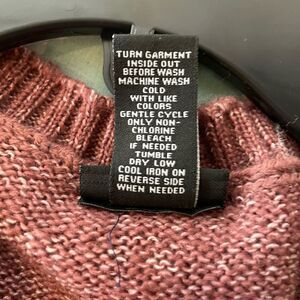 TURN GARMENT
INSIDE OUT
BEFORE WASH
MACHINE WASH
COLD
WITH LIKE
COLORS
GENTLE CYCLE
ONLY NON-
CHLORINE
BLEACH
IF NEEDED
TUMBLE
DRY LOW
COOL IRON ON
REVERSE SIDE
WHEN NEEDED